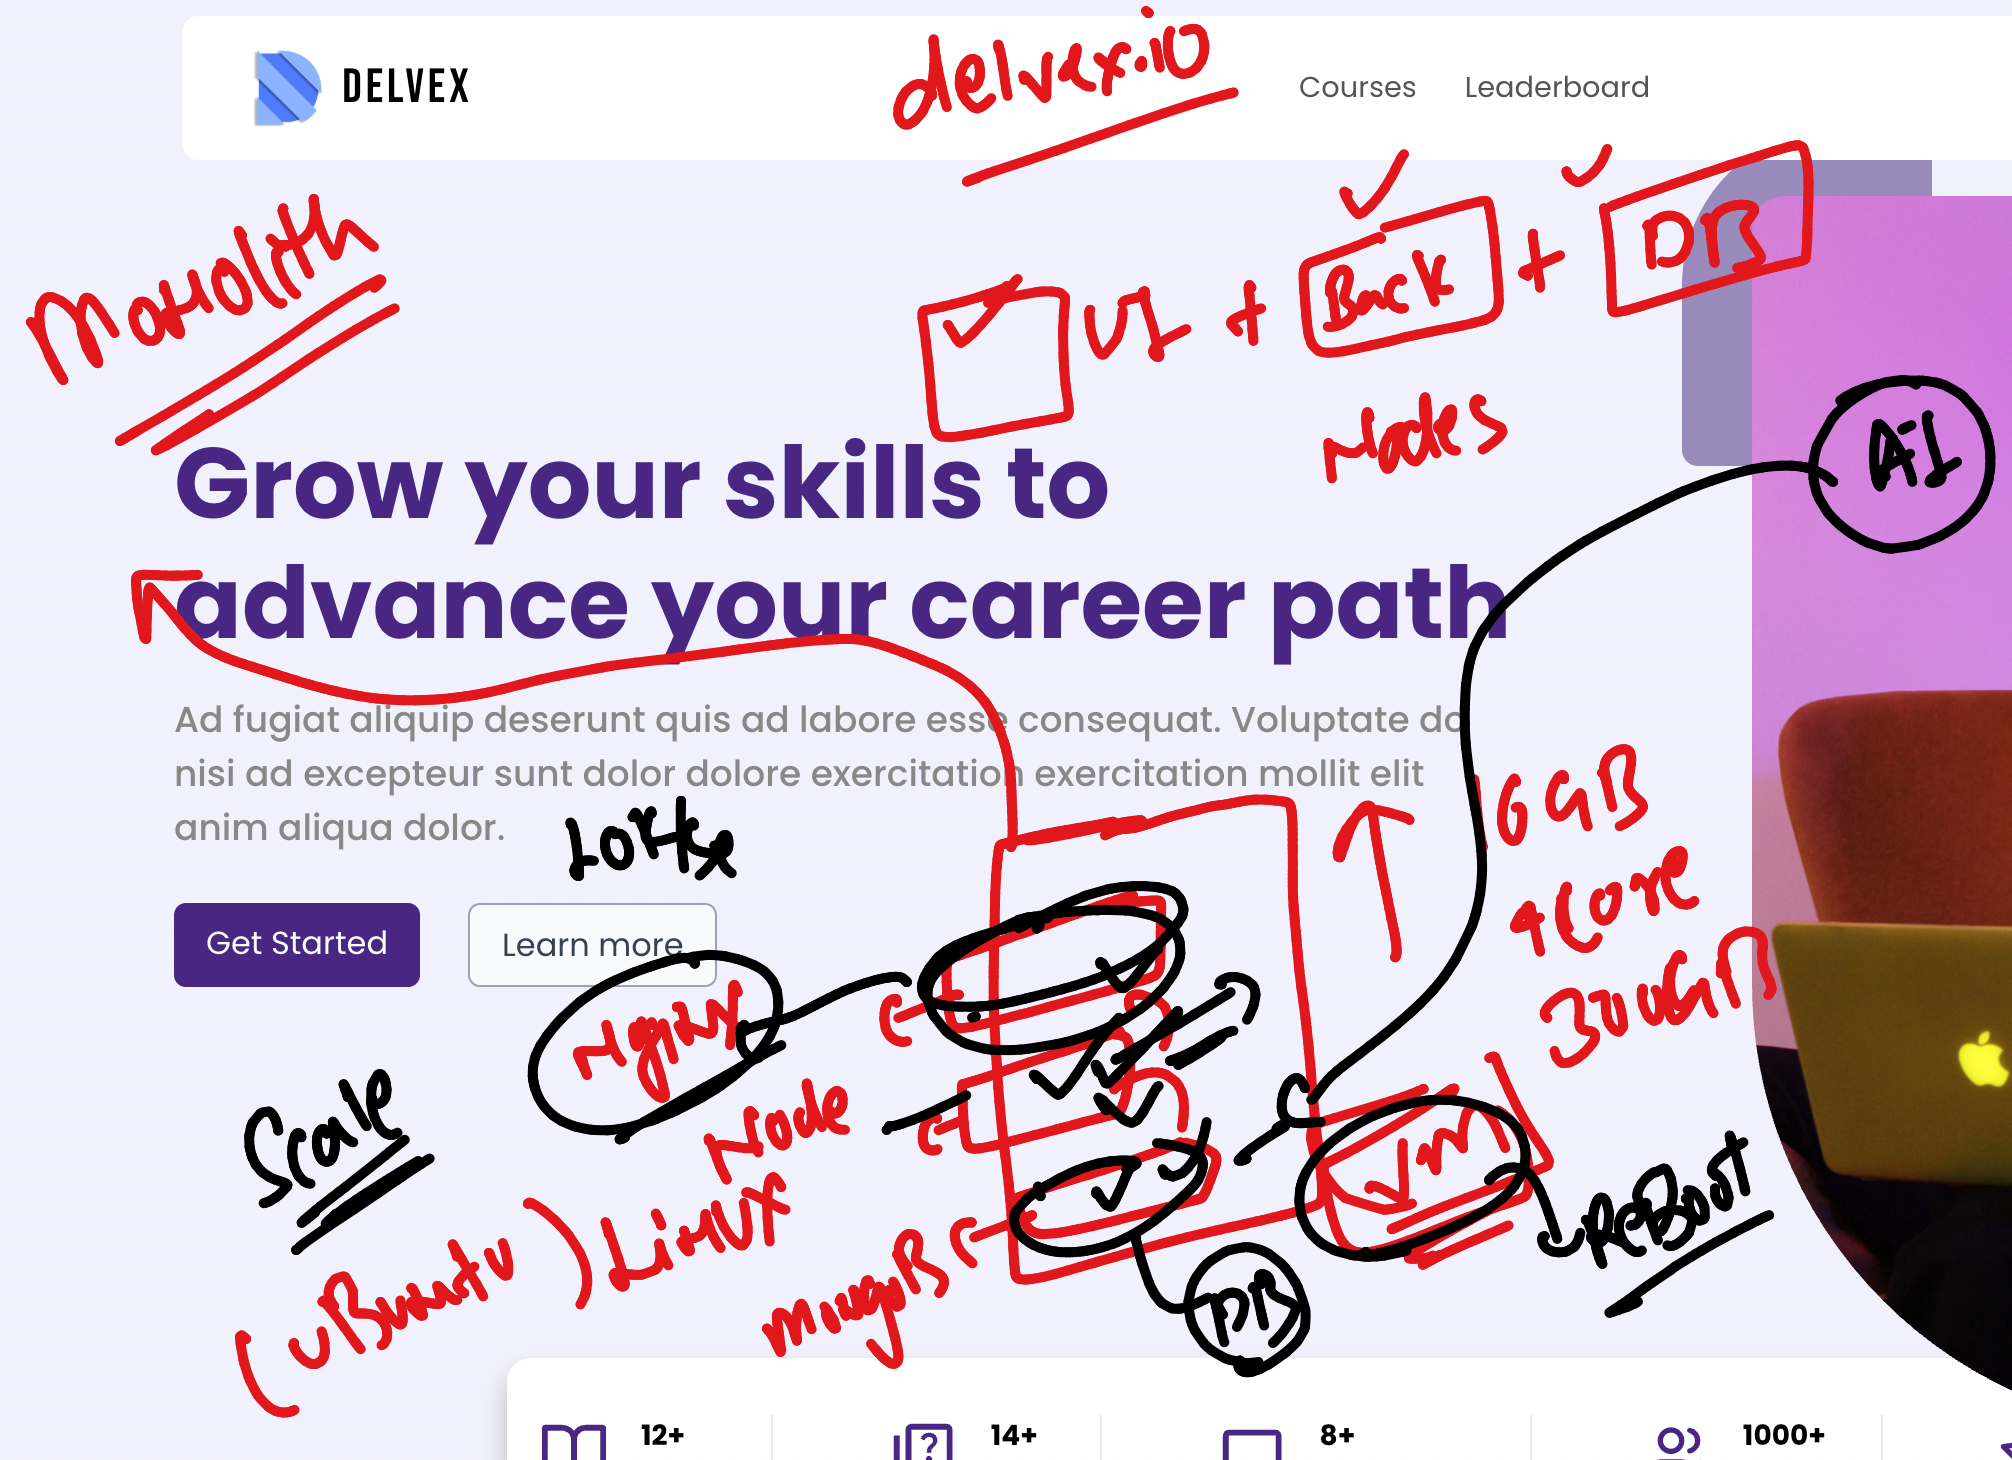 DELVEX
delvex.io
Courses
Leaderboard
Monolith
UI + Back + DB
Nodes
AI
Grow your skills to
advance your career path
Ad fugiat aliquip deserunt quis ad labore esse consequat. Voluptate do
nisi ad excepteur sunt dolor dolore exercitation exercitation mollit elit
anim aliqua dolor.
16GB
4Core
300GB
Get Started
Learn more
Nginx
Node
Scale
VM
ReBoot
(UBuntu) Linux
MongoB
DB
12+
14+
8+
1000+